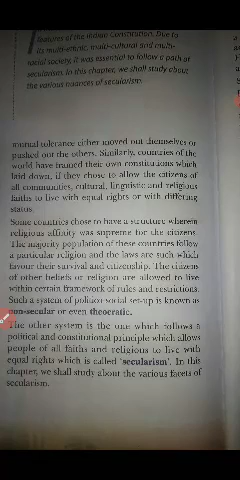 features of the Indian Constitution. Due to
its multi-ethnic, multi-cultural and multi-
racial society, it was essential to follow a path of
secularism. In this chapter, we shall study about
the various nuances of secularism.
mutual tolerance either moved out themselves or
pushed out the others. Similarly, countries of the
world have framed their own constitutions which
laid down, if they chose to allow the citizens of
all communities, cultural, linguistic and religious
faiths to live with equal rights or with differing
status.
Some countries chose to have a structure wherein
religious affinity was supreme for the citizens.
The majority population of these countries follow
a particular religion and the laws are such which
favour their survival and citizenship. The citizens
of other beliefs or religion are allowed to live
within certain framework of rules and restrictions.
Such a system of politico social set-up is known as
non-secular or even theocratic.
The other system is the one which follows a
political and constitutional principle which allows
people of all faiths and religions to live with
equal rights which is called 'secularism'. In this
chapter, we shall study about the various facets of
secularism.